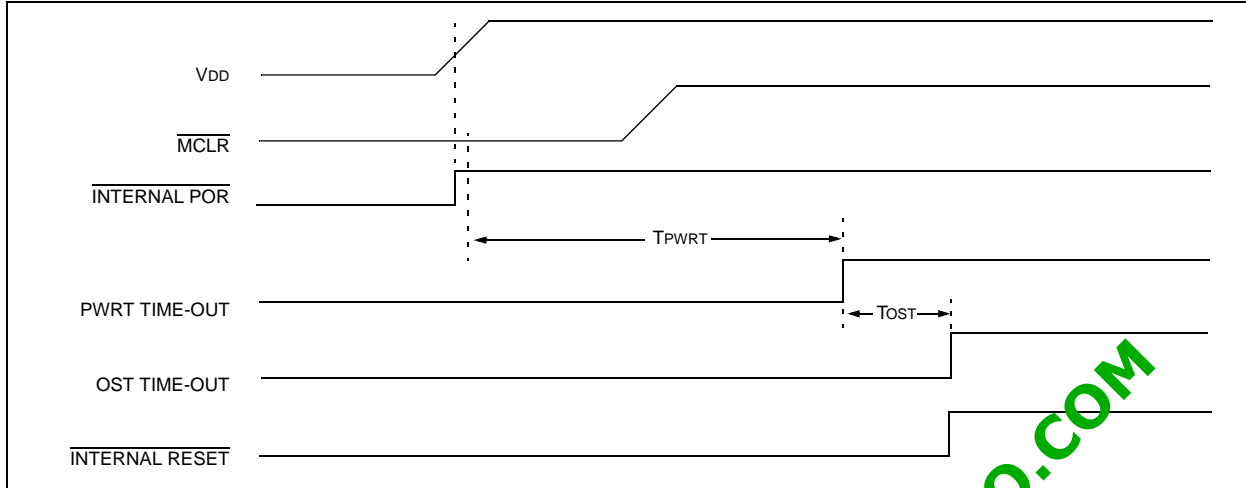 VDD
MCLR
INTERNAL POR
TPWRT
PWRT TIME-OUT
TOST
OST TIME-OUT
INTERNAL RESET
O.COM